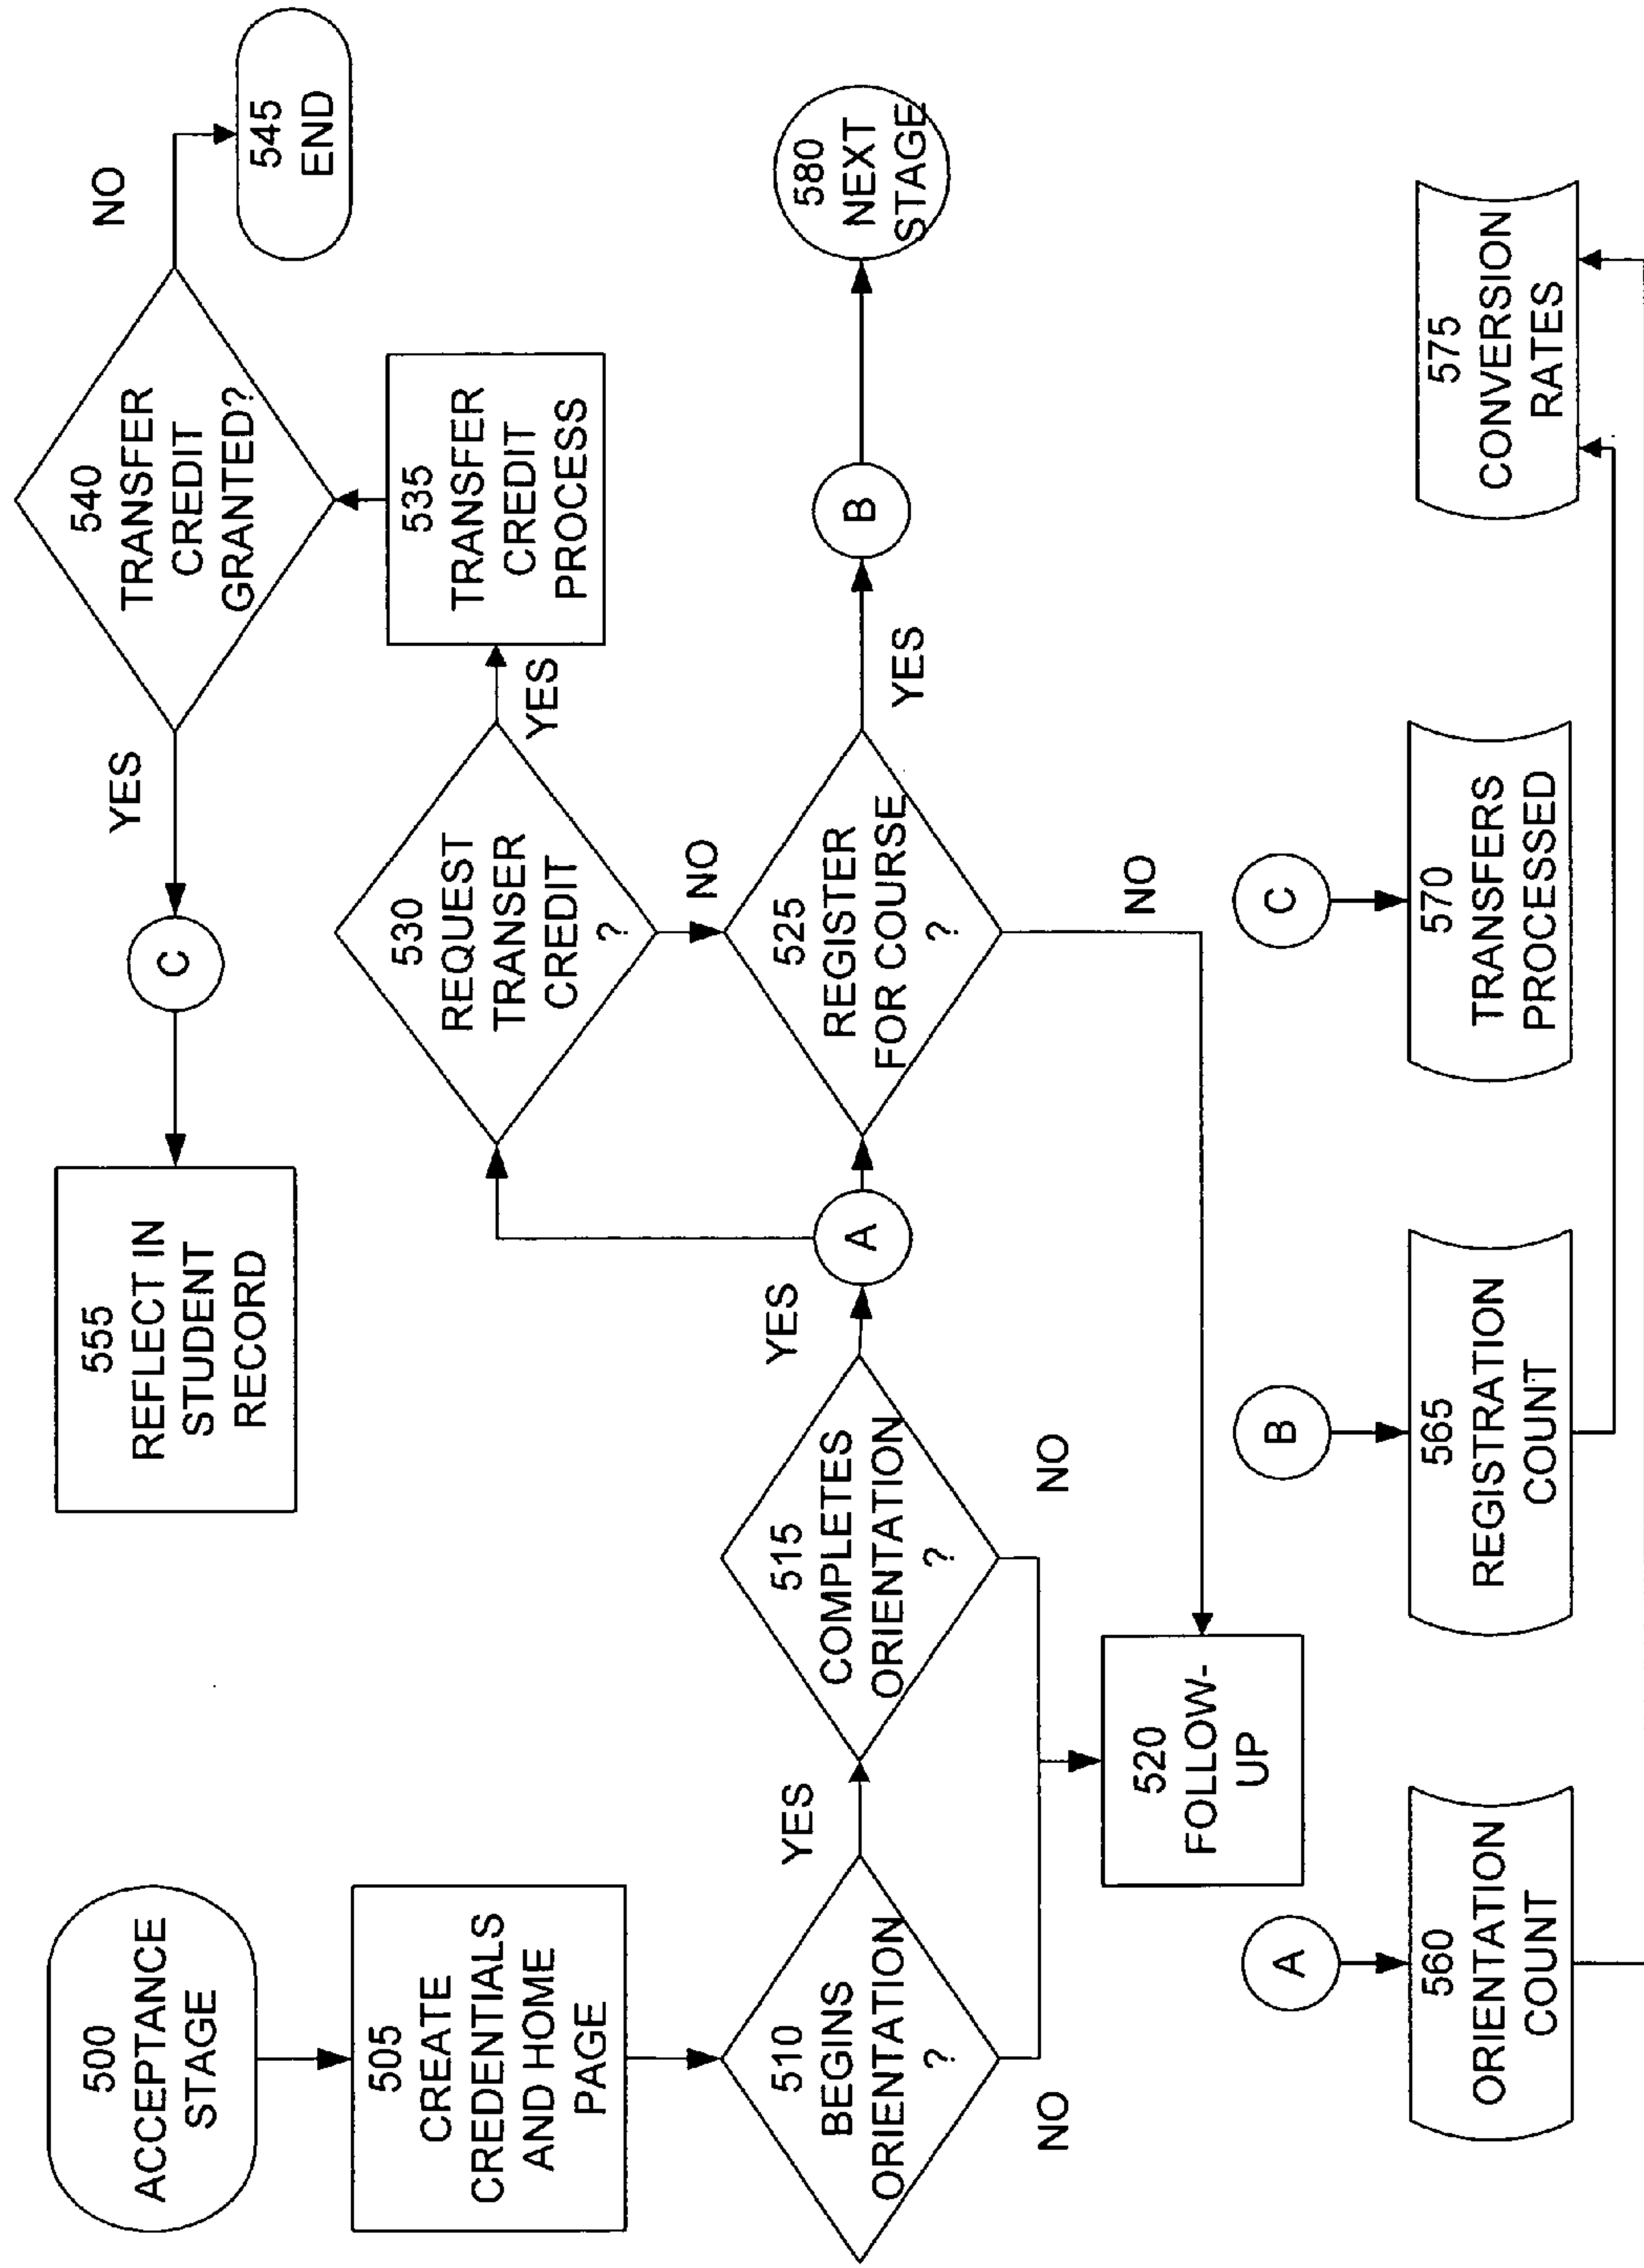 500
ACCEPTANCE
STAGE
505
CREATE
CREDENTIALS
AND HOME
PAGE
510
BEGINS
ORIENTATION
?
YES
NO
515
COMPLETES
ORIENTATION
?
YES
NO
520
FOLLOW-
UP
A
530
REQUEST
TRANSER
CREDIT
?
YES
NO
525
REGISTER
FOR COURSE
?
YES
NO
535
TRANSFER
CREDIT
PROCESS
540
TRANSFER
CREDIT
GRANTED?
YES
NO
545
END
C
555
REFLECT IN
STUDENT
RECORD
B
580
NEXT
STAGE
A
560
ORIENTATION
COUNT
B
565
REGISTRATION
COUNT
C
570
TRANSFERS
PROCESSED
575
CONVERSION
RATES